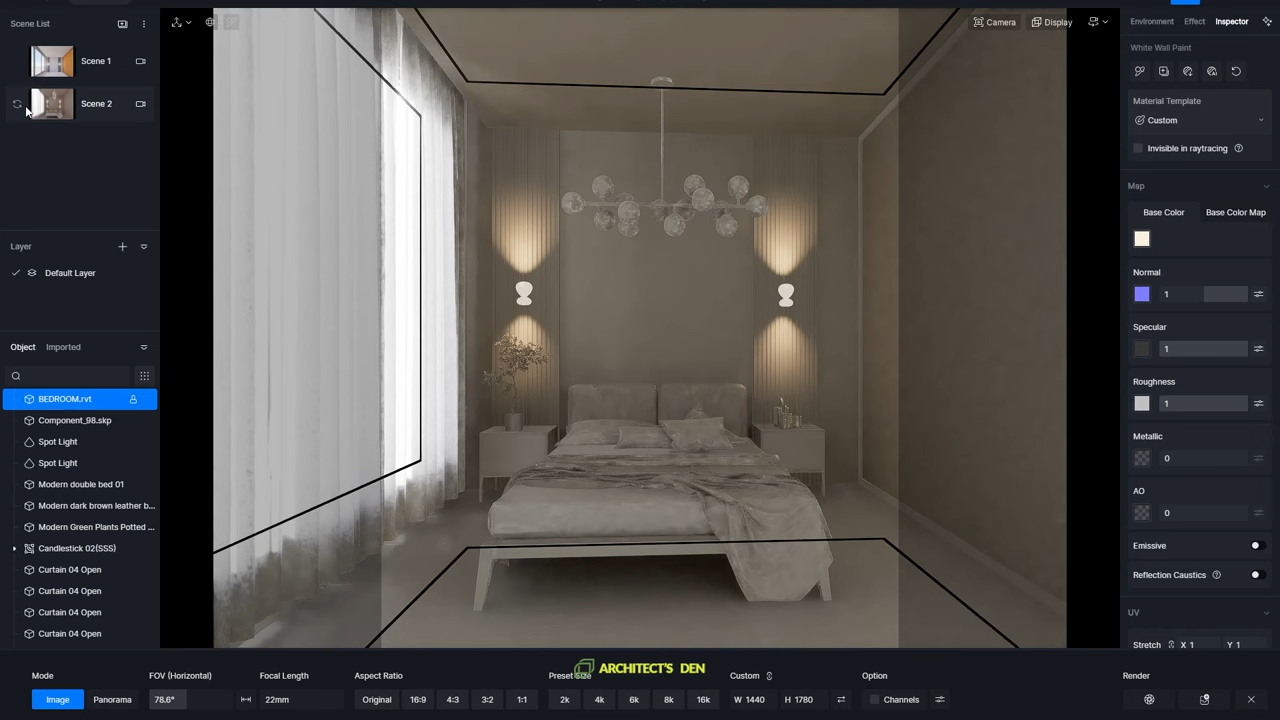 Scene List
Camera
Display
Environment
Effect
Inspector
White Wall Paint
Scene 1
Scene 2
Material Template
Custom
Invisible in raytracing
Map
Base Color
Base Color Map
Normal
1
Specular
1
Roughness
1
Metallic
0
AO
0
Emissive
Reflection Caustics
UV
Stretch
X 1
Y 1
Layer
Default Layer
Object
Imported
BEDROOM.rvt
Component_98.skp
Spot Light
Spot Light
Modern double bed 01
Modern dark brown leather b...
Modern Green Plants Potted ...
Candlestick 02(SSS)
Curtain 04 Open
Curtain 04 Open
Curtain 04 Open
Curtain 04 Open
ARCHITECT'S DEN
Mode
FOV (Horizontal)
Focal Length
Aspect Ratio
Preset Size
Custom
Option
Render
Image
Panorama
78.6°
22mm
Original
16:9
4:3
3:2
1:1
2k
4k
6k
8k
16k
W 1440
H 1780
Channels